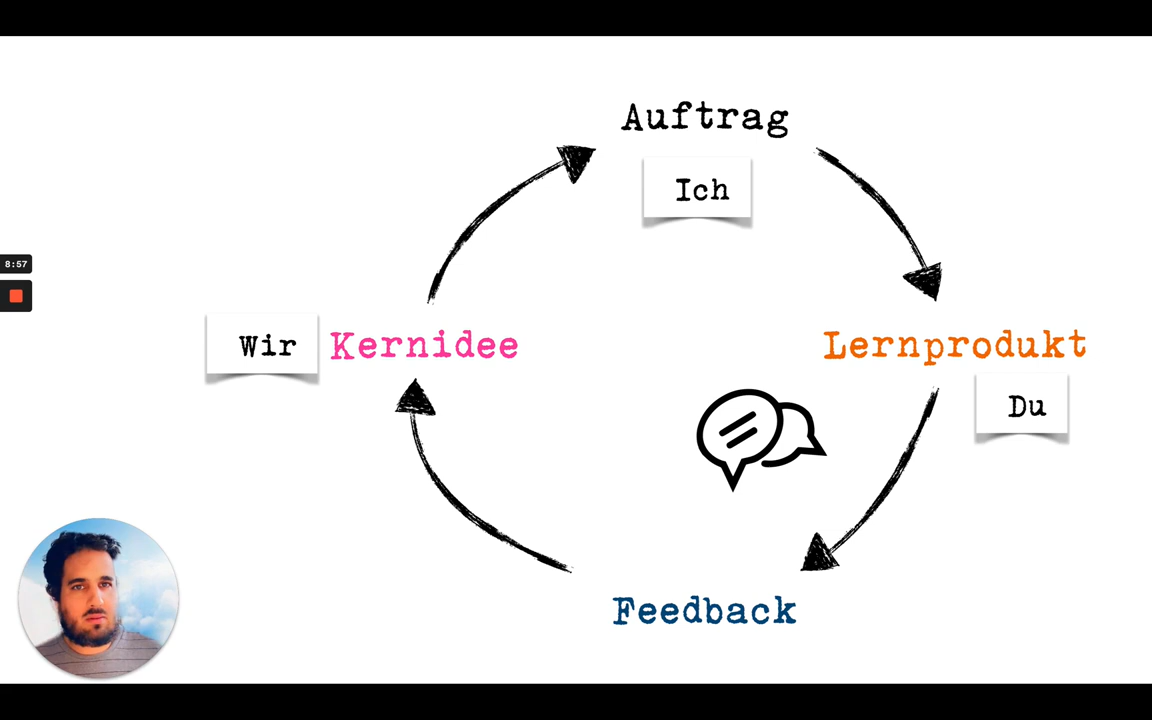 Auftrag
Ich
8:57
Wir
Kernidee
Lernprodukt
Du
Feedback